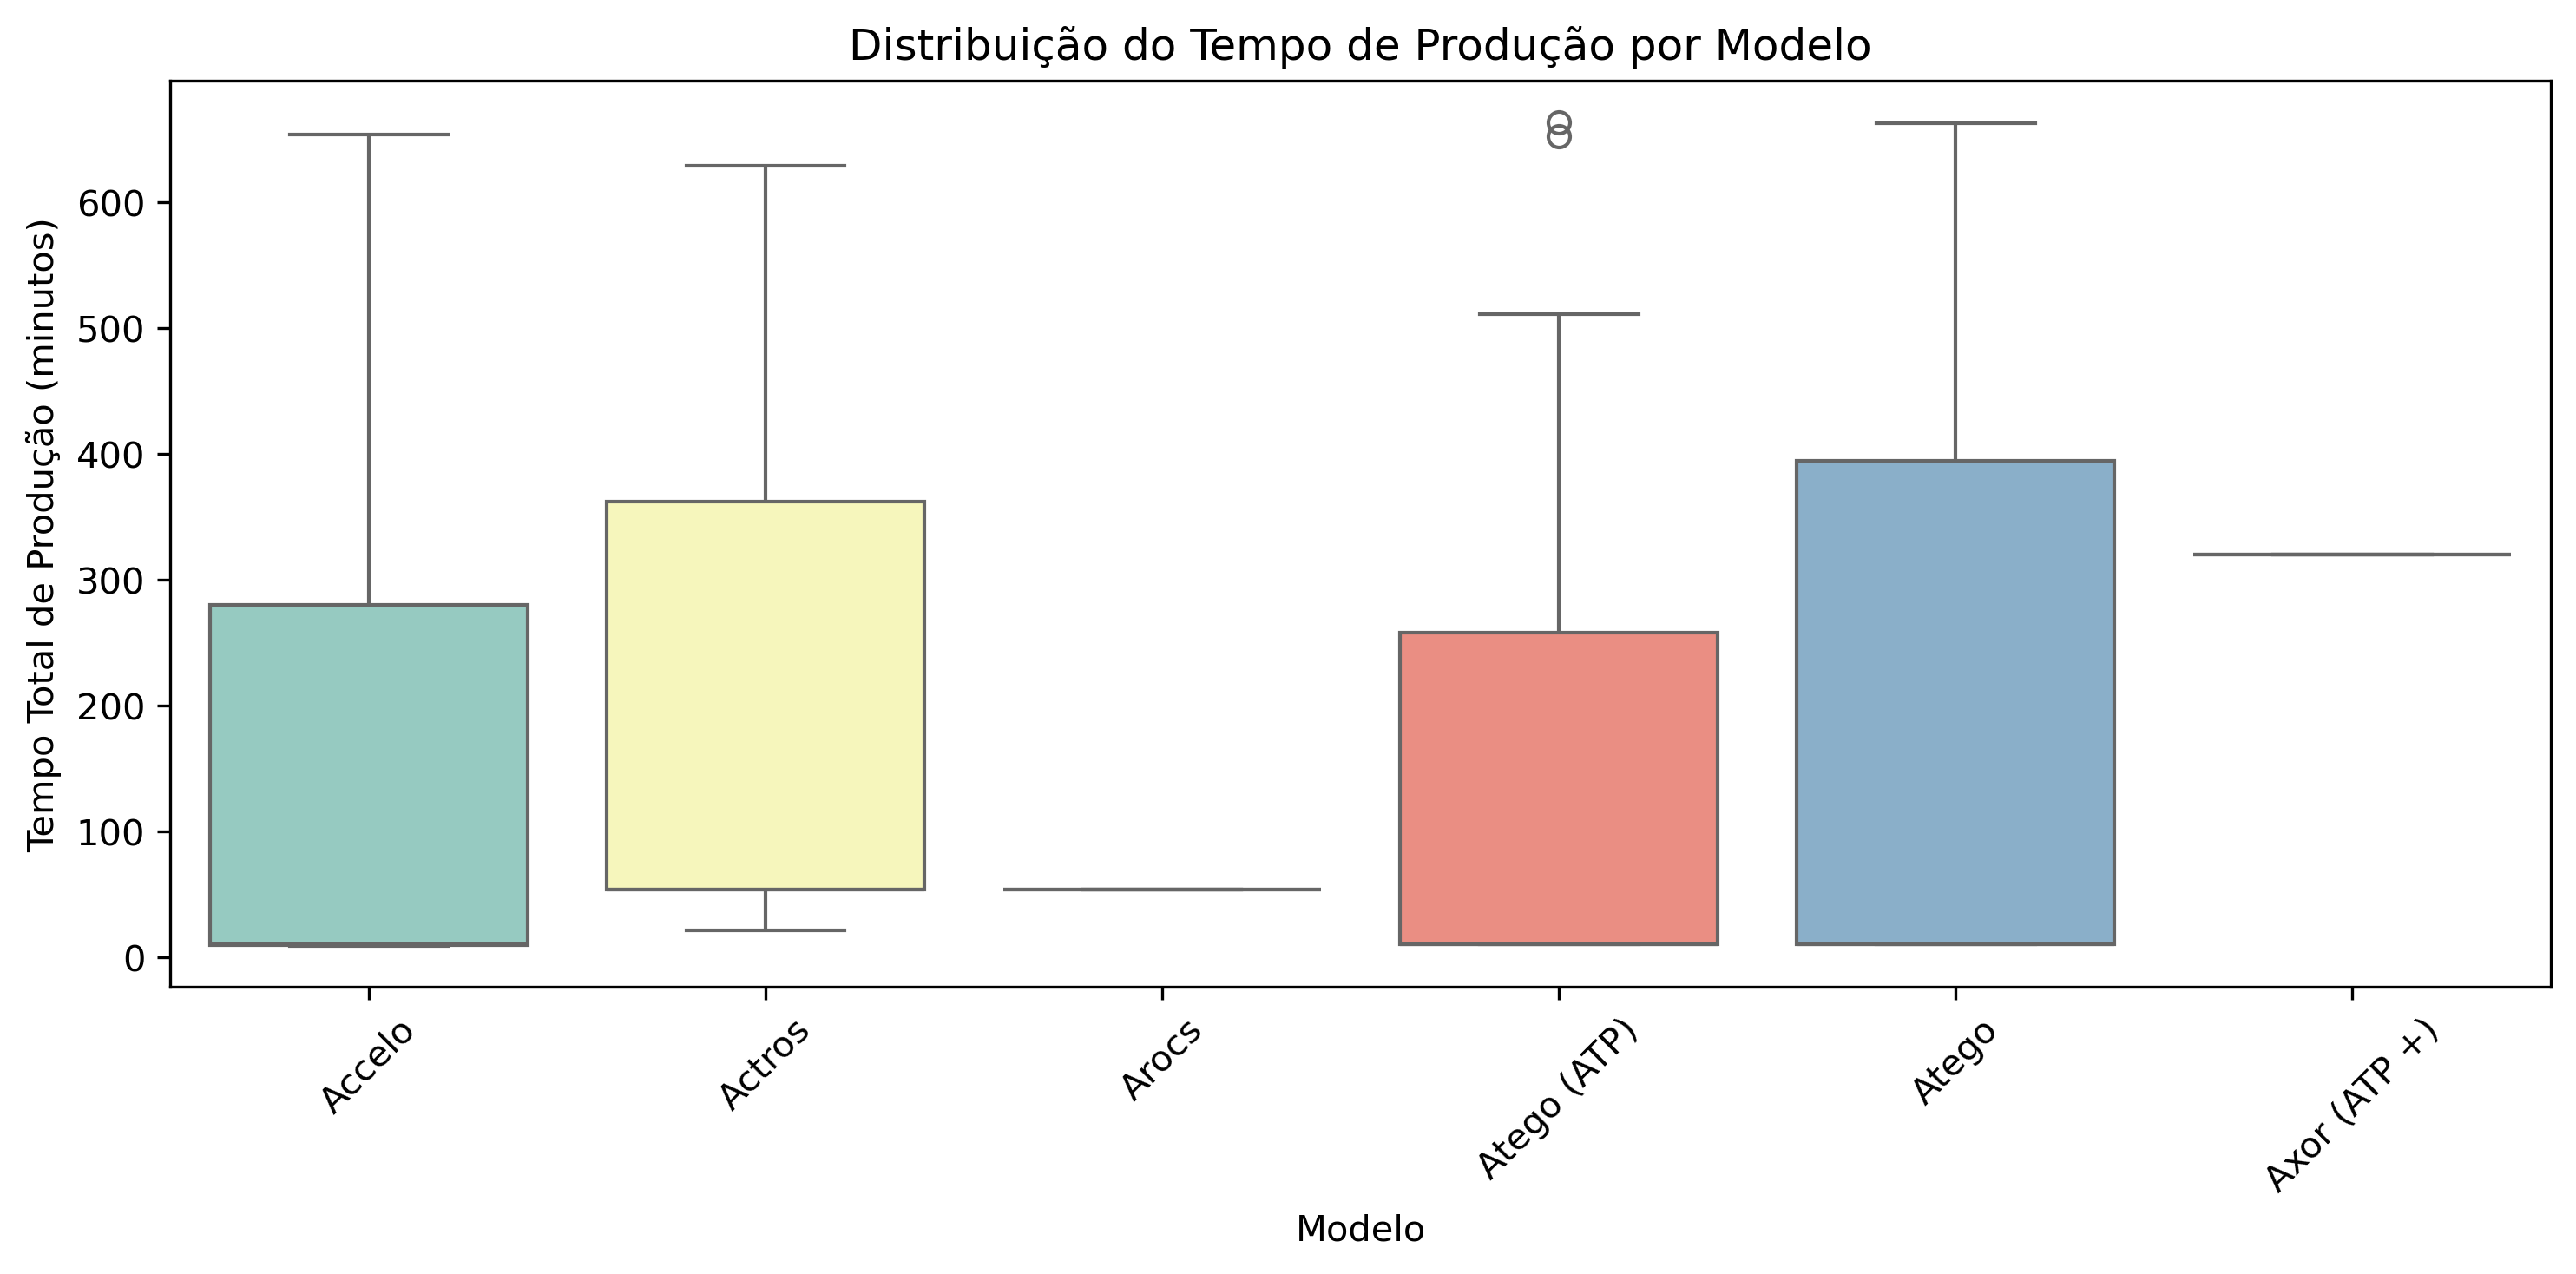 Distribuição do Tempo de Produção por Modelo
Tempo Total de Produção (minutos)
600
500
400
300
200
100
0
Accelo
Actros
Arocs
Atego (ATP)
Atego
Axor (ATP +)
Modelo